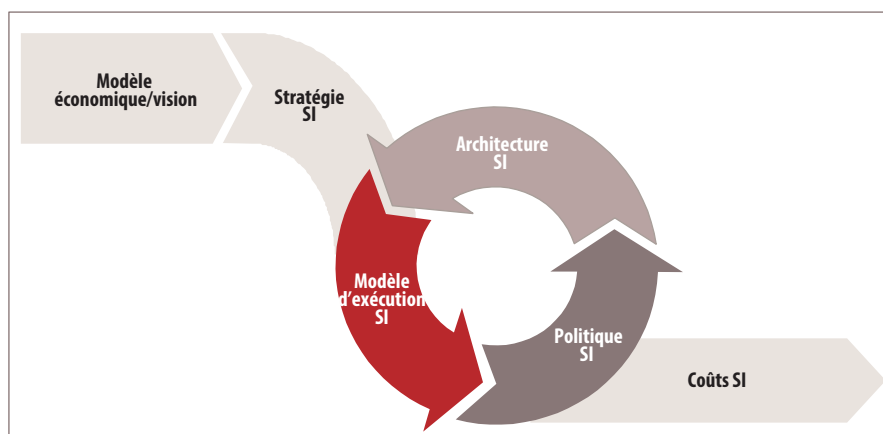 Modèle
économique/vision
Stratégie
SI
Architecture
SI
Modèle
d'exécution
SI
Politique
SI
Coûts SI